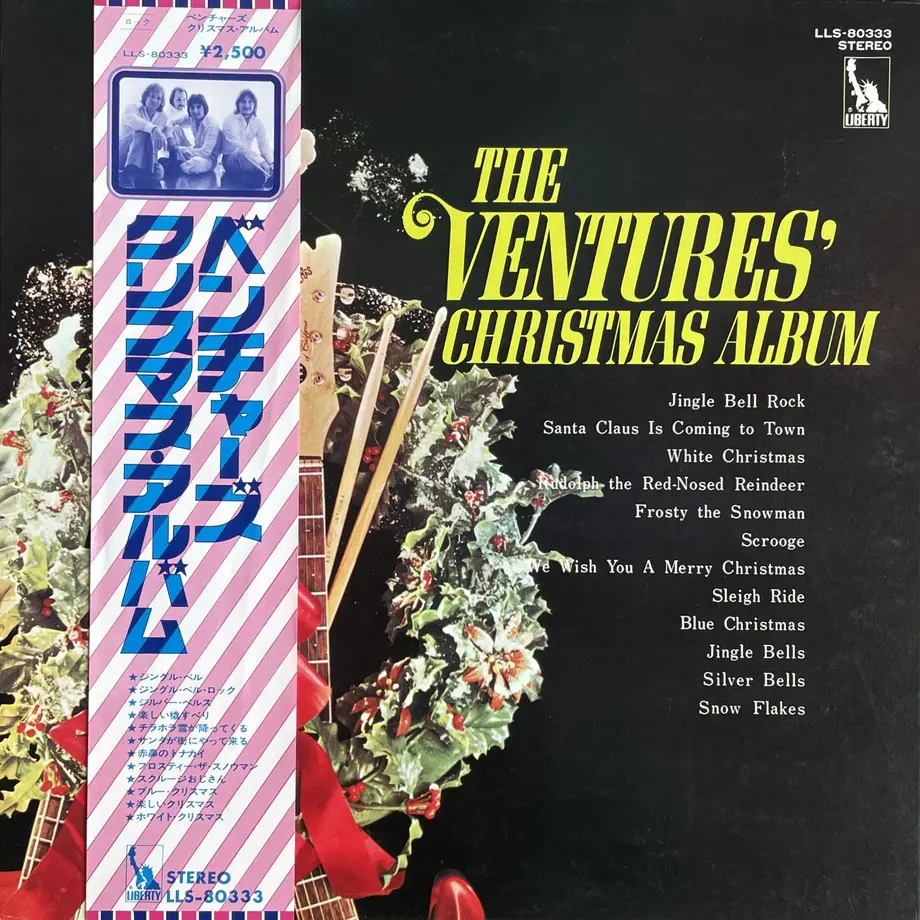 ロック
ベンチャーズ
クリスマス・アルバム
LLS-80333 ¥2,500
ベンチャーズ
クリスマス・アルバム
★ジングル・ベル
★ジングル・ベル・ロック
★シルバー・ベルス
★楽しい橇すべり
★チラホラ雪が降ってくる
★サンタが街にやって来る
★赤鼻のトナカイ
★フロスティー・ザ・スノウマン
★スクルージおじさん
★ブルー・クリスマス
★楽しいクリスマス
★ホワイト・クリスマス
LIBERTY
STEREO
LLS-80333
LLS-80333
STEREO
LIBERTY
THE
VENTURES’
CHRISTMAS ALBUM
Jingle Bell Rock
Santa Claus Is Coming to Town
White Christmas
Rudolph the Red-Nosed Reindeer
Frosty the Snowman
Scrooge
We Wish You A Merry Christmas
Sleigh Ride
Blue Christmas
Jingle Bells
Silver Bells
Snow Flakes